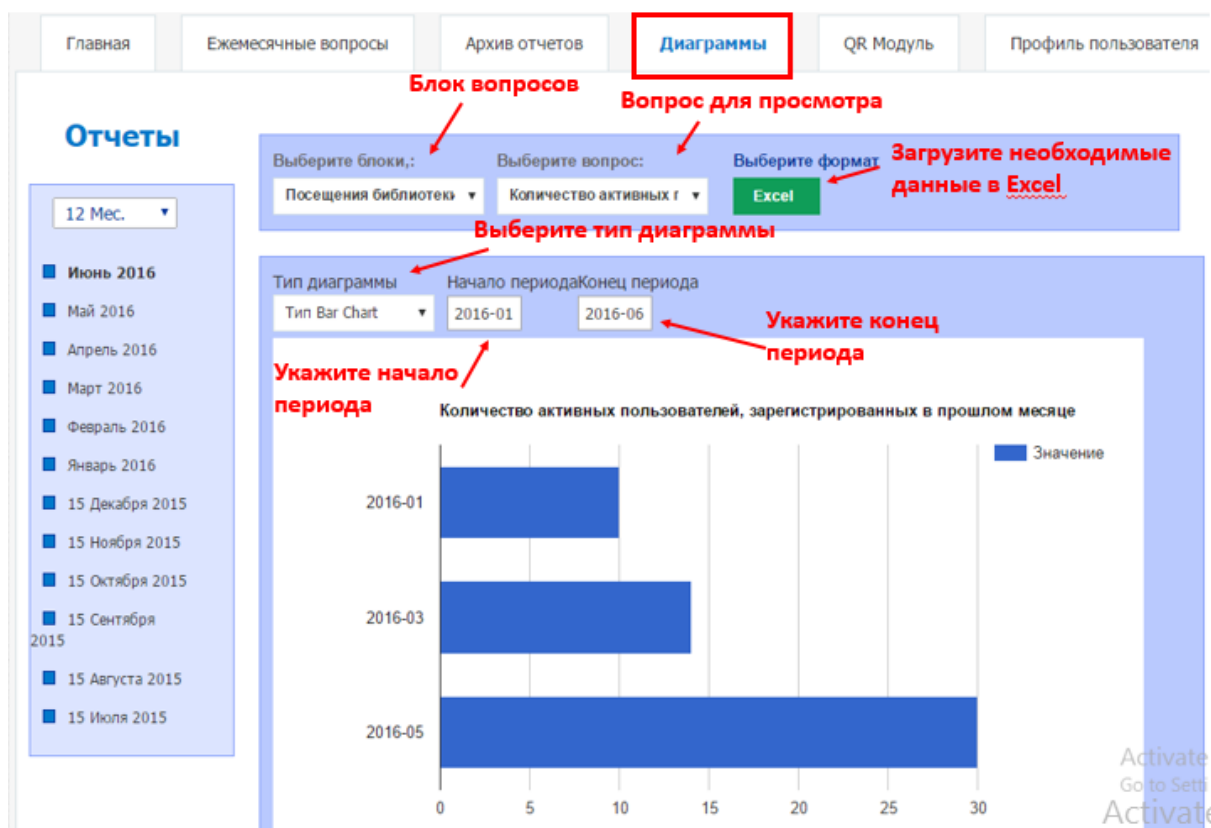 Главная
Ежемесячные вопросы
Архив отчетов
Диаграммы
QR Модуль
Профиль пользователя
Блок вопросов
Вопрос для просмотра
Отчеты
12 Мес.
Июнь 2016
Май 2016
Апрель 2016
Март 2016
Февраль 2016
Январь 2016
15 Декабря 2015
15 Ноября 2015
15 Октября 2015
15 Сентября
2015
15 Августа 2015
15 Июля 2015
Выберите блоки,:
Выберите вопрос:
Выберите формат
Загрузите необходимые
данные в Excel
Посещения библиотеки
Количество активных г
Excel
Выберите тип диаграммы
Тип диаграммы
Начало периода
Конец периода
Тип Bar Chart
2016-01
2016-06
Укажите конец
периода
Укажите начало
периода
Количество активных пользователей, зарегистрированных в прошлом месяце
Значение
2016-01
2016-03
2016-05
0 5 10 15 20 25 30
Activate
Go to Setti
Activate